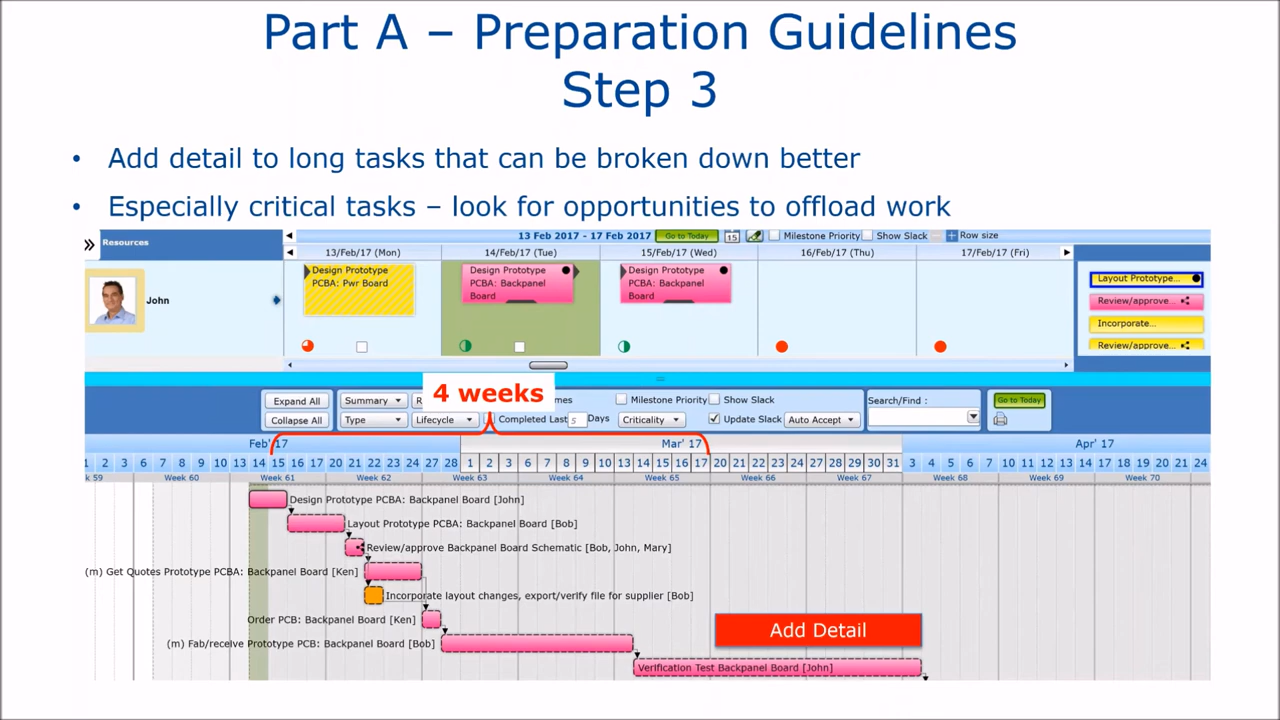 Part A – Preparation Guidelines
Step 3
• Add detail to long tasks that can be broken down better
• Especially critical tasks – look for opportunities to offload work
Resources
13 Feb 2017 - 17 Feb 2017 Go to Today 15 Milestone Priority Show Slack Row size
13/Feb/17 (Mon) 14/Feb/17 (Tue) 15/Feb/17 (Wed) 16/Feb/17 (Thu) 17/Feb/17 (Fri)
John
Design Prototype
PCBA: Pwr Board
Design Prototype
PCBA: Backpanel
Board
Design Prototype
PCBA: Backpanel
Board
Layout Prototype...
Review/approve...
Incorporate...
Review/approve...
4 weeks
Expand All Summary Milestone Priority Show Slack Search/Find : Go to Today
Collapse All Type Lifecycle Completed Last 5 Days Criticality Update Slack Auto Accept
Feb' 17 Mar' 17 Apr' 17
1 2 3 6 7 8 9 10 13 14 15 16 17 20 21 22 23 24 27 28 1 2 3 6 7 8 9 10 13 14 15 16 17 20 21 22 23 24 27 28 29 30 31 3 4 5 6 7 10 11 12 13 14 17 18 19 20 21 24
59 Week 60 Week 61 Week 62 Week 63 Week 64 Week 65 Week 66 Week 67 Week 68 Week 69 Week 70
Design Prototype PCBA: Backpanel Board [John]
Layout Prototype PCBA: Backpanel Board [Bob]
Review/approve Backpanel Board Schematic [Bob, John, Mary]
(m) Get Quotes Prototype PCBA: Backpanel Board [Ken]
Incorporate layout changes, export/verify file for supplier [Bob]
Order PCB: Backpanel Board [Ken]
Add Detail
(m) Fab/receive Prototype PCB: Backpanel Board [Bob]
Verification Test Backpanel Board [John]